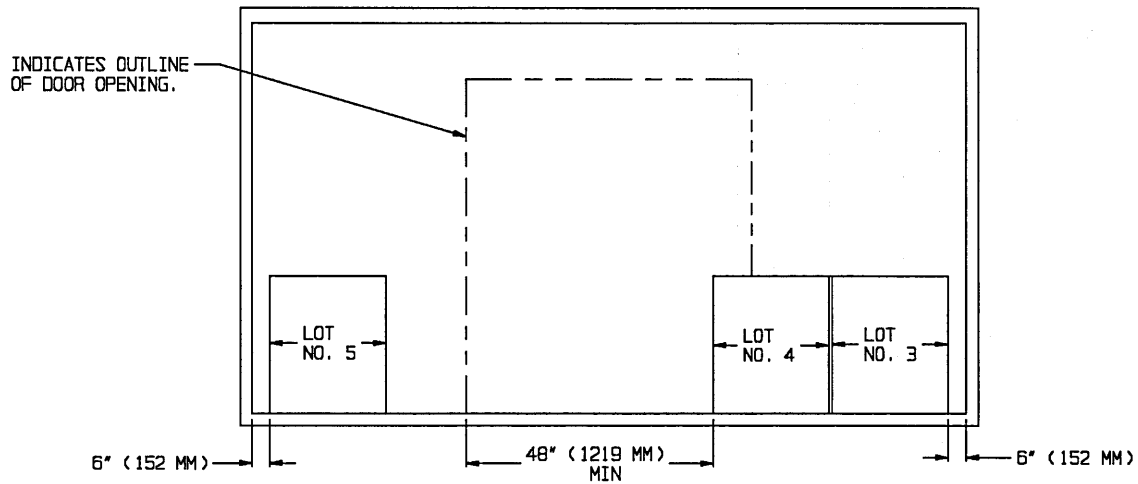 INDICATES OUTLINE
OF DOOR OPENING.
LOT
NO. 5
LOT
NO. 4
LOT
NO. 3
6" (152 MM)
48" (1219 MM)
MIN
6" (152 MM)